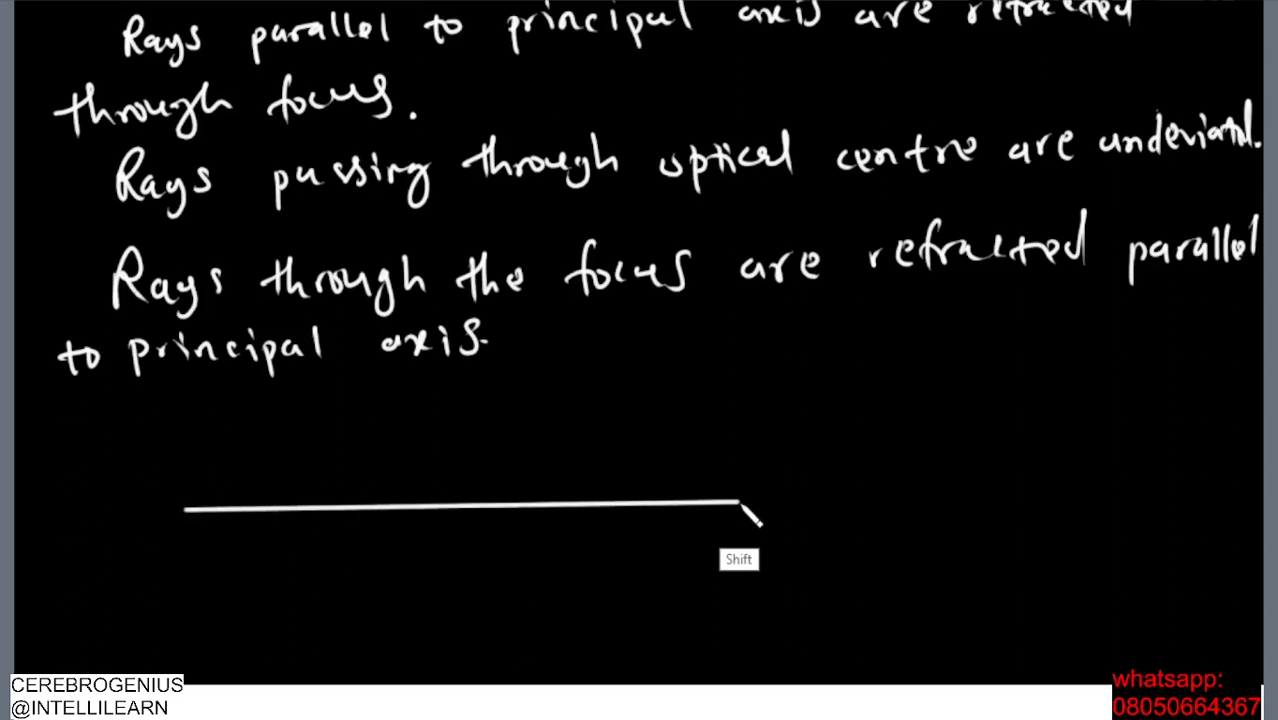 Rays parallel to principal axis are refracted
through focus.
Rays passing through optical centre are undeviated.
Rays through the focus are refracted parallel
to principal axis.
Shift
CEREBROGENIUS
@INTELLILEARN
whatsapp:
08050664367